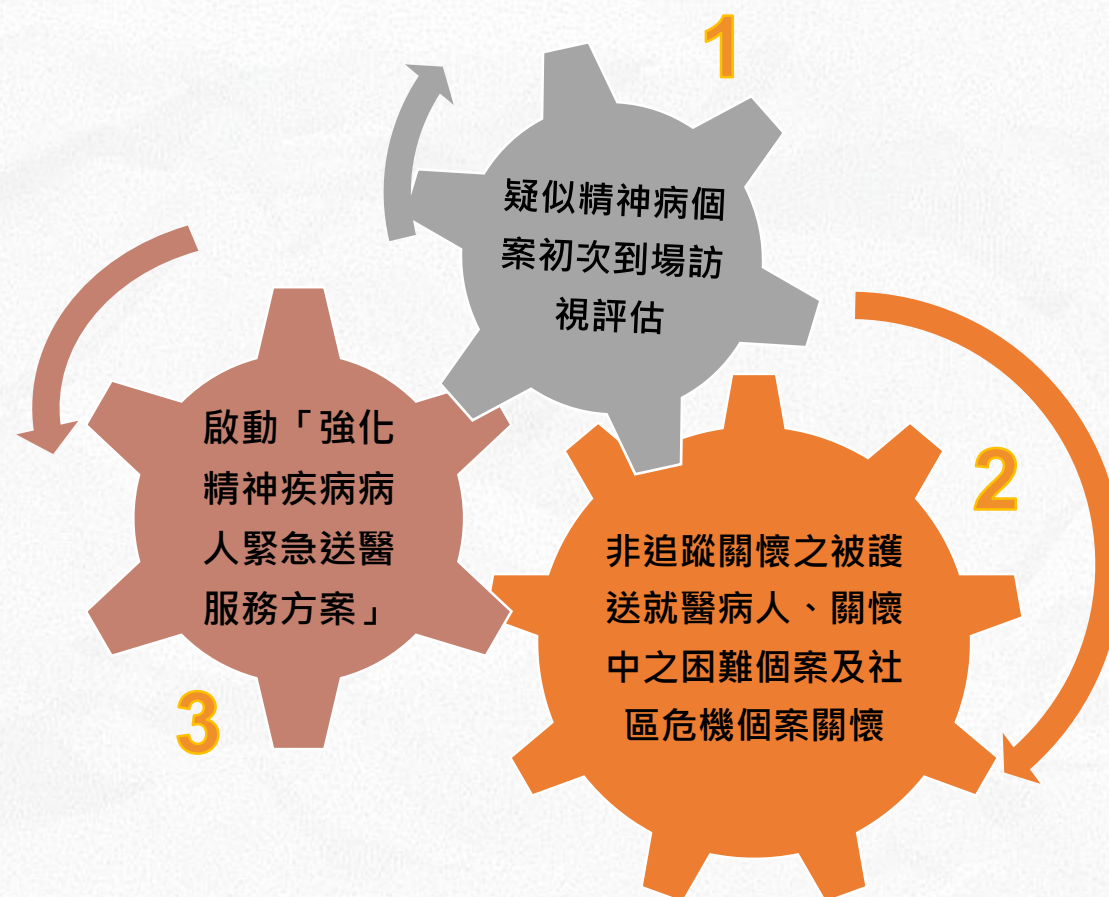 1
疑似精神病個
案初次到場訪
視評估
2
非追蹤關懷之被護
送就醫病人、關懷
中之困難個案及社
區危機個案關懷
3
啟動「強化
精神疾病病
人緊急送醫
服務方案」